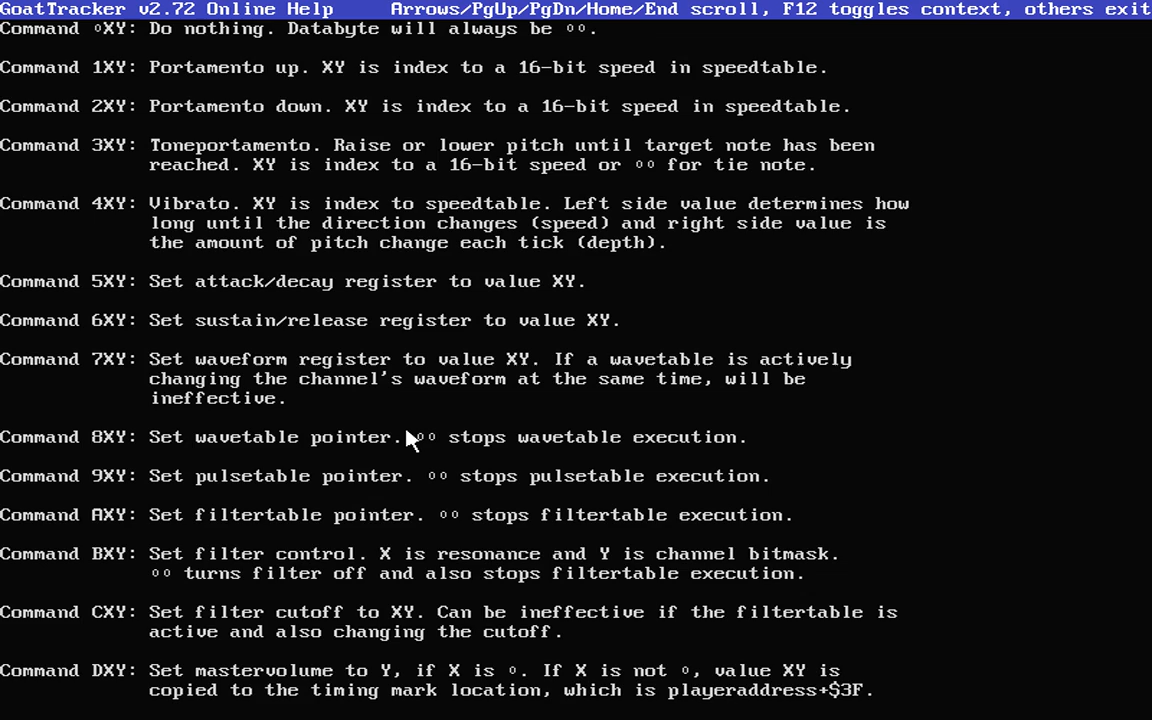 GoatTracker v2.72 Online Help     Arrows/PgUp/PgDn/Home/End scroll, F12 toggles context, others exit
Command 0XY: Do nothing. Databyte will always be 00.
Command 1XY: Portamento up. XY is index to a 16-bit speed in speedtable.
Command 2XY: Portamento down. XY is index to a 16-bit speed in speedtable.
Command 3XY: Toneportamento. Raise or lower pitch until target note has been
reached. XY is index to a 16-bit speed or 00 for tie note.
Command 4XY: Vibrato. XY is index to speedtable. Left side value determines how
long until the direction changes (speed) and right side value is
the amount of pitch change each tick (depth).
Command 5XY: Set attack/decay register to value XY.
Command 6XY: Set sustain/release register to value XY.
Command 7XY: Set waveform register to value XY. If a wavetable is actively
changing the channel's waveform at the same time, will be
ineffective.
Command 8XY: Set wavetable pointer. 00 stops wavetable execution.
Command 9XY: Set pulsetable pointer. 00 stops pulsetable execution.
Command AXY: Set filtertable pointer. 00 stops filtertable execution.
Command BXY: Set filter control. X is resonance and Y is channel bitmask.
00 turns filter off and also stops filtertable execution.
Command CXY: Set filter cutoff to XY. Can be ineffective if the filtertable is
active and also changing the cutoff.
Command DXY: Set mastervolume to Y, if X is 0. If X is not 0, value XY is
copied to the timing mark location, which is playeraddress+$3F.